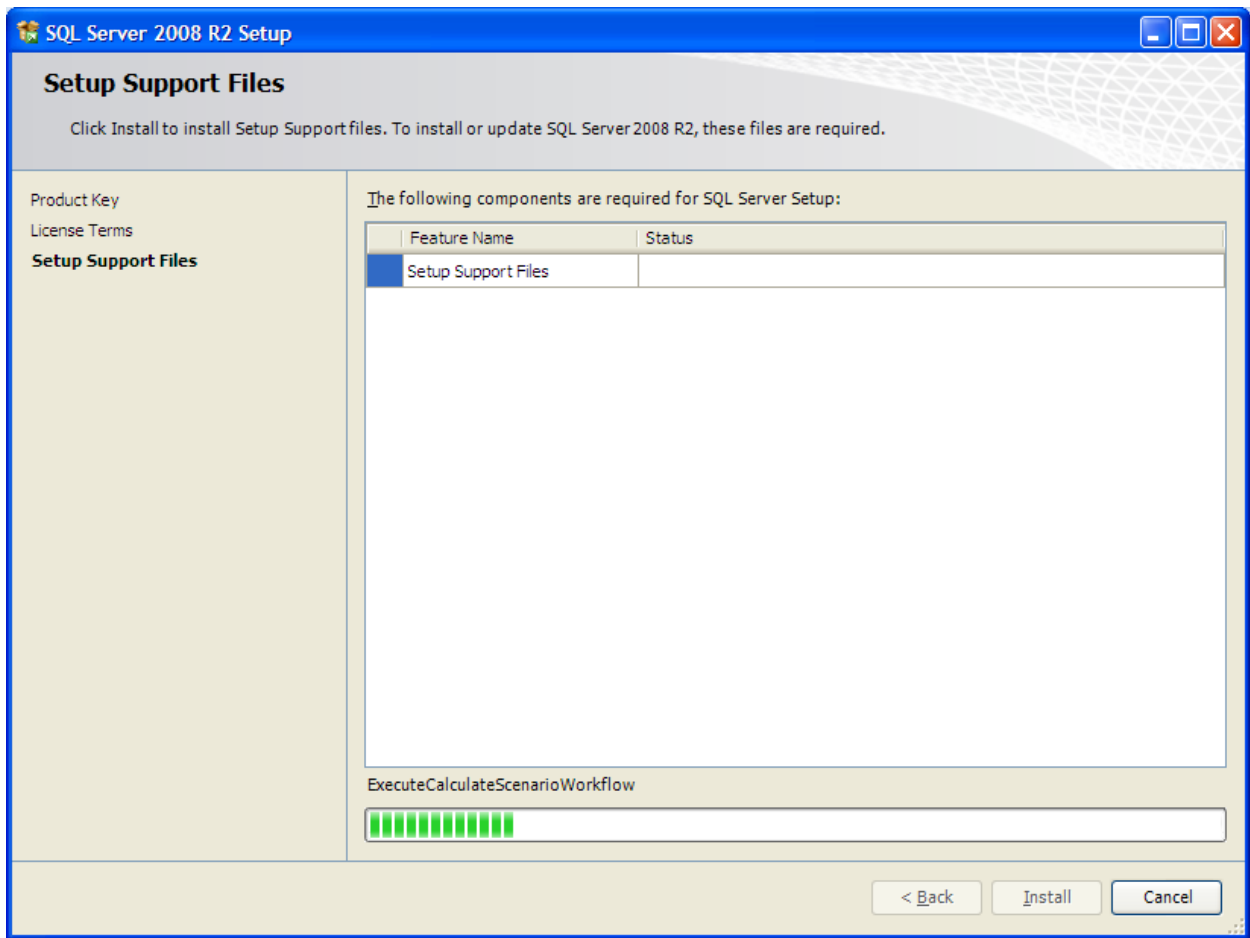 SQL Server 2008 R2 Setup
Setup Support Files
Click Install to install Setup Support files. To install or update SQL Server 2008 R2, these files are required.
Product Key
License Terms
Setup Support Files
The following components are required for SQL Server Setup:
Feature Name Status
Setup Support Files
ExecuteCalculateScenarioWorkflow
< Back Install Cancel